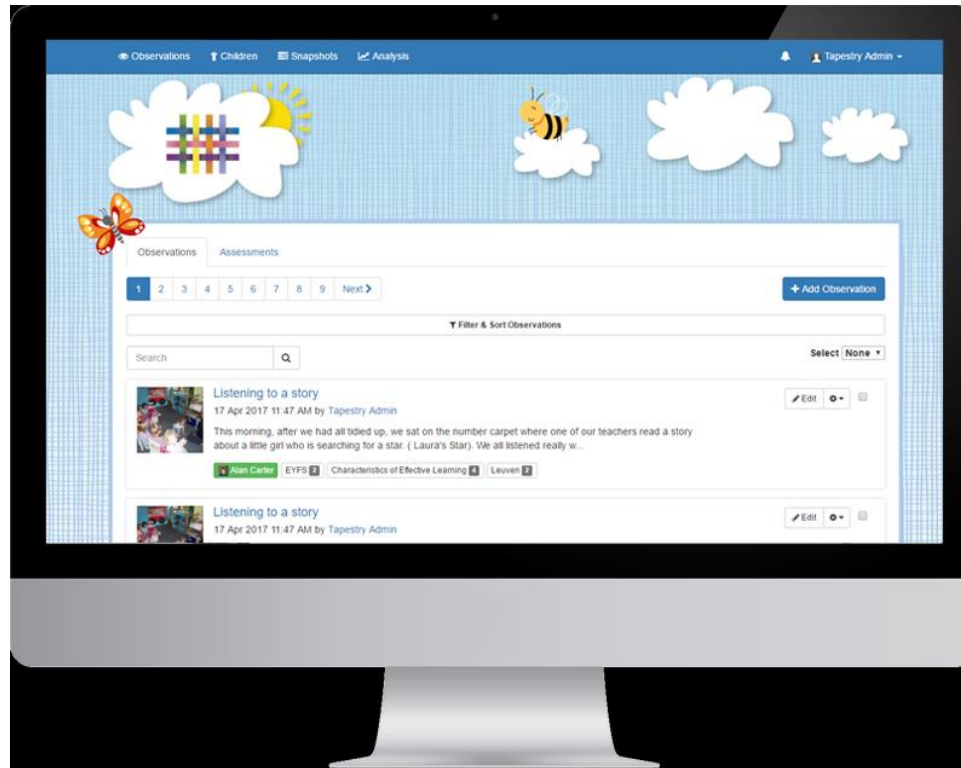 Observations Children Snapshots Analysis Tapestry Admin
Observations Assessments
1 2 3 4 5 6 7 8 9 Next
+ Add Observation
Filter & Sort Observations
Search
Select None
Listening to a story
Edit
17 Apr 2017 11:47 AM by Tapestry Admin
This morning, after we had all tidied up, we sat on the number carpet where one of our teachers read a story
about a little girl who is searching for a star. ( Laura's Star). We all listened really w...
Alan Carter EYFS 2 Characteristics of Effective Learning 4 Leuven 2
Listening to a story
Edit
17 Apr 2017 11:47 AM by Tapestry Admin